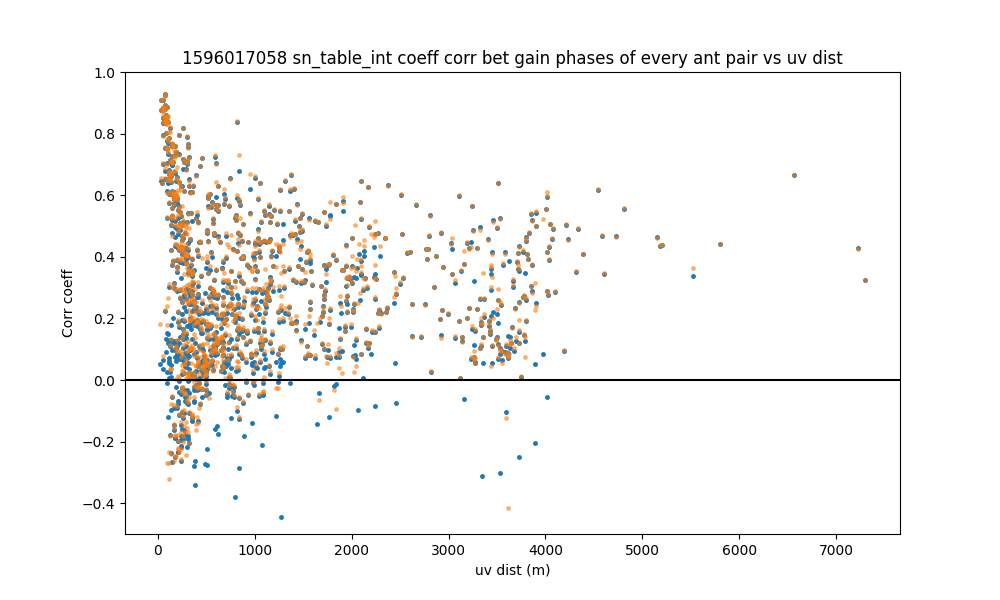 1596017058 sn_table_int coeff corr bet gain phases of every ant pair vs uv dist
1.0
0.8
0.6
0.4
0.2
0.0
−0.2
−0.4
Corr coeff
0 1000 2000 3000 4000 5000 6000 7000
uv dist (m)